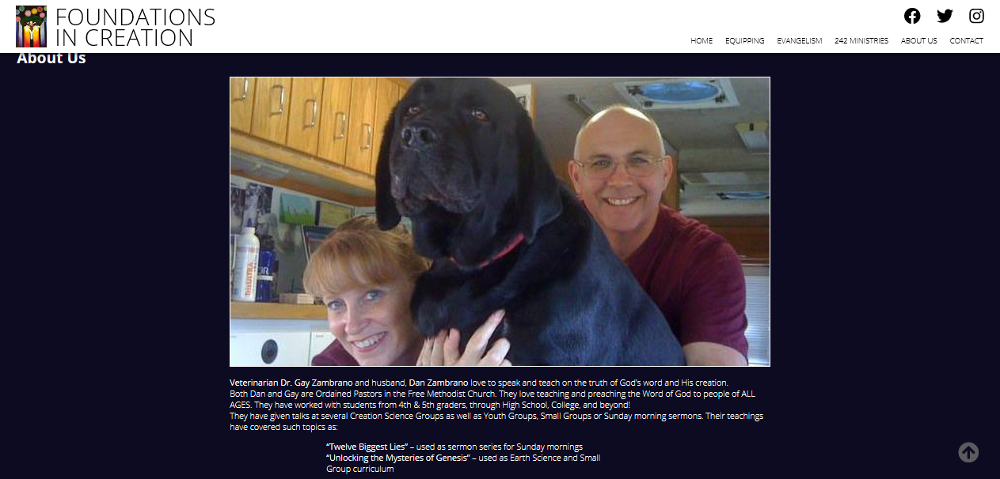 FOUNDATIONS
IN CREATION
HOME EQUIPPING EVANGELISM 242 MINISTRIES ABOUT US CONTACT
About Us
Veterinarian Dr. Gay Zambrano and husband, Dan Zambrano love to speak and teach on the truth of God's word and His creation.
Both Dan and Gay are Ordained Pastors in the Free Methodist Church. They love teaching and preaching the Word of God to people of ALL
AGES. They have worked with students from 4th & 5th graders, through High School, College, and beyond!
They have given talks at several Creation Science Groups as well as Youth Groups, Small Groups or Sunday morning sermons. Their teachings
have covered such topics as:
“Twelve Biggest Lies” – used as sermon series for Sunday mornings
“Unlocking the Mysteries of Genesis” – used as Earth Science and Small
Group curriculum